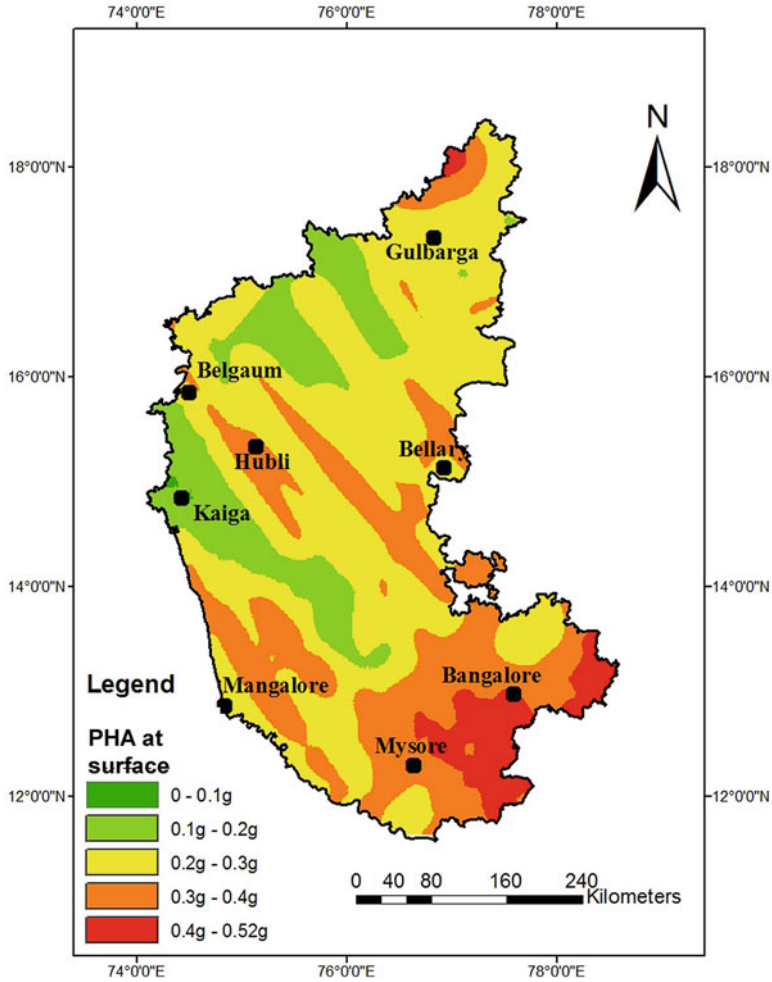 74°0'0"E 76°0'0"E 78°0'0"E
N
18°0'0"N 18°0'0"N
Gulbarga
16°0'0"N 16°0'0"N
Belgaum
Hubli
Bellary
Kaiga
14°0'0"N 14°0'0"N
Legend
Mangalore
Bangalore
PHA at
surface
Mysore
12°0'0"N 12°0'0"N
0 - 0.1g
0.1g - 0.2g
0.2g - 0.3g
0.3g - 0.4g
0.4g - 0.52g
0 40 80 160 240
Kilometers
74°0'0"E 76°0'0"E 78°0'0"E